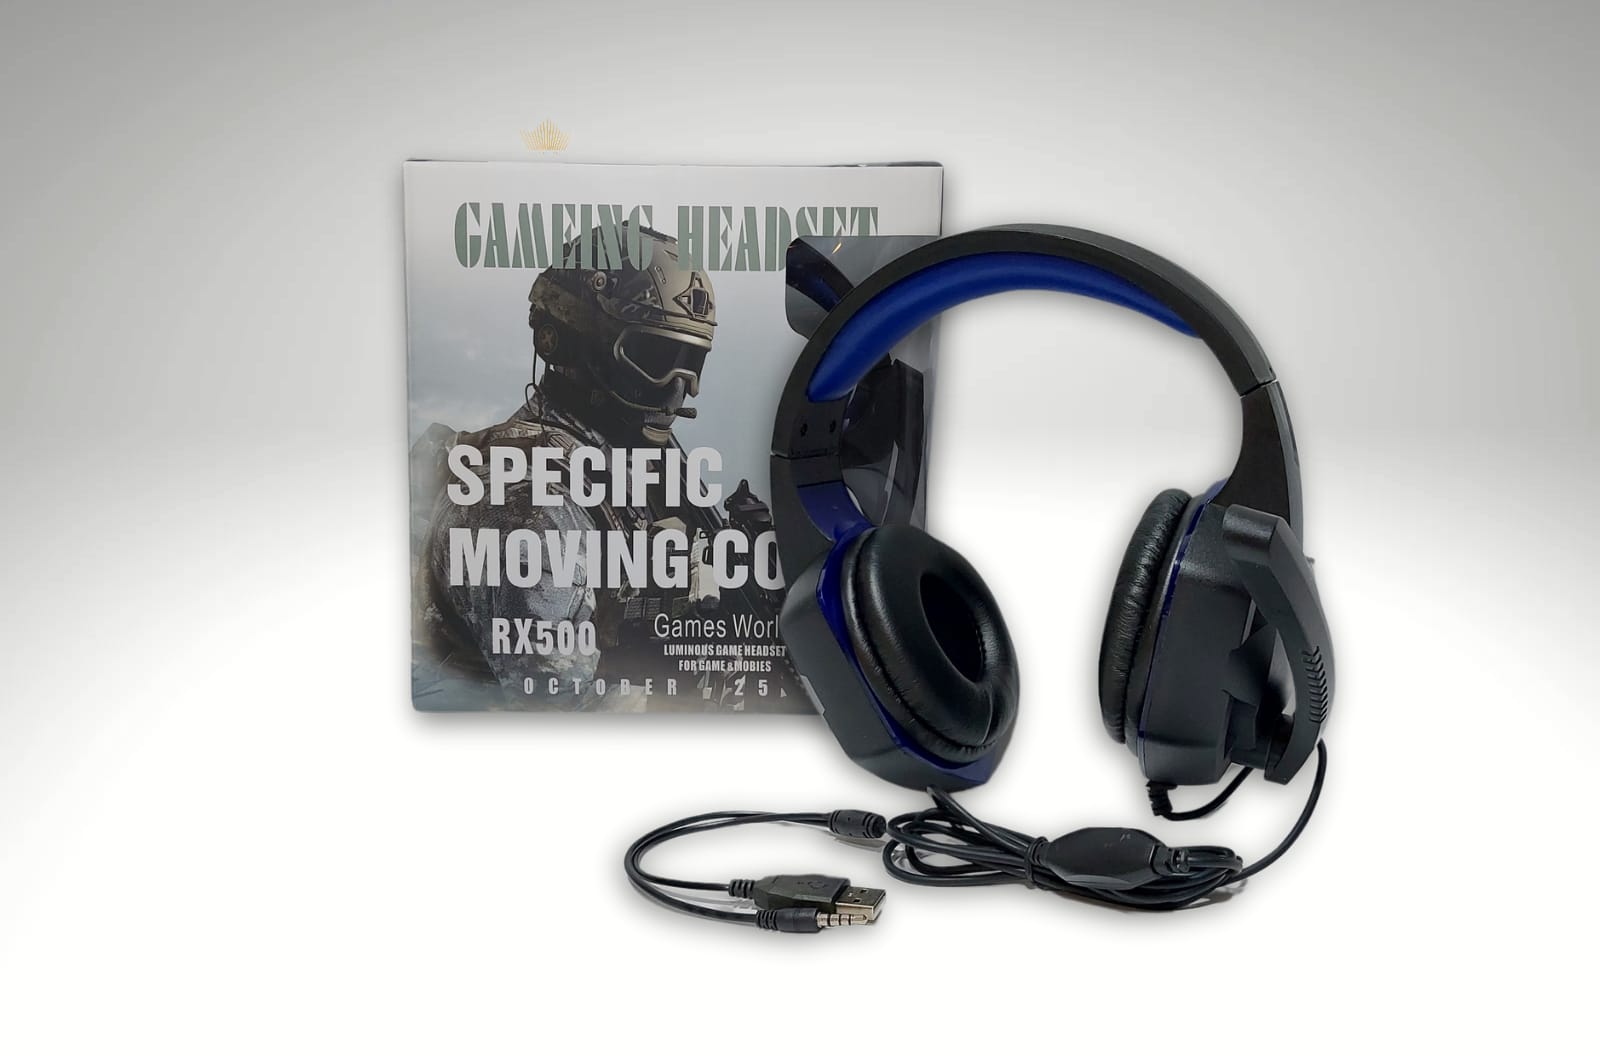 GAMEING HEADSET
SPECIFIC
MOVING CO
RX500
Games Worl
LUMINOUS GAME HEADSET
FOR GAME & MOBIES
OCTOBER . 25